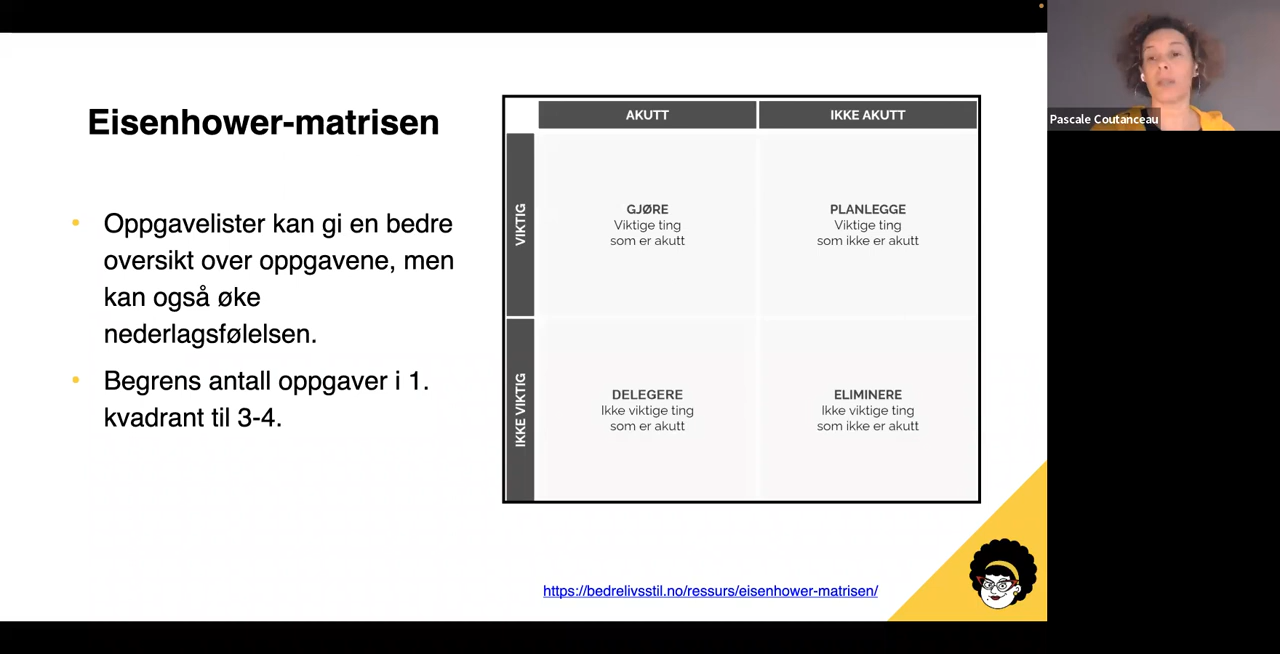 Eisenhower-matrisen
• Oppgavelister kan gi en bedre
oversikt over oppgavene, men
kan også øke
nederlagsfølelsen.
• Begrens antall oppgaver i 1.
kvadrant til 3-4.
AKUTT
IKKE AKUTT
VIKTIG
GJØRE
Viktige ting
som er akutt
PLANLEGGE
Viktige ting
som ikke er akutt
IKKE VIKTIG
DELEGERE
Ikke viktige ting
som er akutt
ELIMINERE
Ikke viktige ting
som ikke er akutt
https://bedrelivsstil.no/ressurs/eisenhower-matrisen/
Pascale Coutanceau